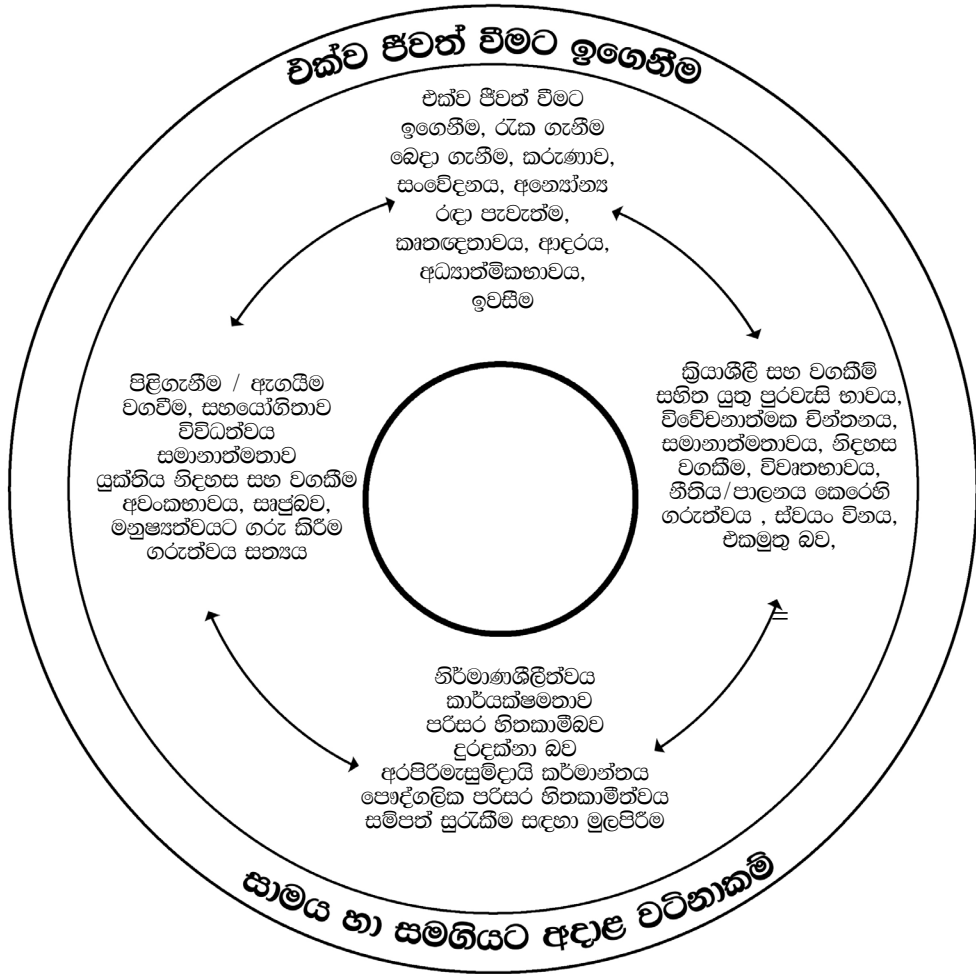 එක්ව ජීවත් වීමට ඉගෙනීම
එක්ව ජීවත් වීමට
ඉගෙනීම, රැක ගැනීම
බෙදා ගැනීම, කරුණාව,
සංවේදනය, අන්‍යෝන්‍ය
රඳා පැවැත්ම,
කෘතඥතාවය, ආදරය,
අධ්‍යාත්මිකභාවය,
ඉවසීම
පිළිගැනීම / ඇගයීම
වගවීම, සහයෝගිතාව
විවිධත්වය
සමානාත්මතාව
යුක්තිය නිදහස සහ වගකීම
අවංකභාවය, සෘජුබව,
මනුෂ්‍යත්වයට ගරු කිරීම
ගරුත්වය සත්‍යය
ක්‍රියාශීලී සහ වගකීම්
සහිත යුතු පුරවැසි භාවය,
විවේචනාත්මක චින්තනය,
සමානාත්මතාවය, නිදහස
වගකීම, විවෘතභාවය,
නීතිය/පාලනය කෙරෙහි
ගරුත්වය , ස්වයං විනය,
එකමුතු බව,
නිර්මාණශීලීත්වය
කාර්යක්ෂමතාව
පරිසර හිතකාමීබව
දුරදක්නා බව
අරපිරිමැසුම්දායි කර්මාන්තය
පෞද්ගලික පරිසර හිතකාමීත්වය
සම්පත් සුරැකීම සඳහා මුලපිරීම
සාමය හා සමගියට අදාළ වටිනාකම්